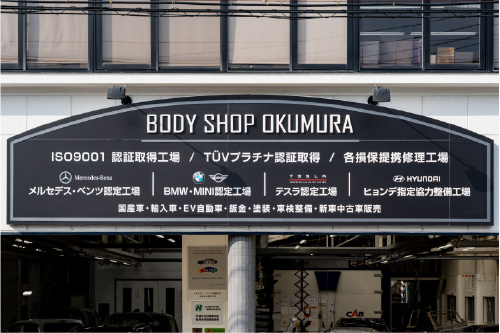 BODY SHOP OKUMURA
ISO9001 認証取得工場 / TÜVプラチナ認証取得 / 各損保提携修理工場
Mercedes-Benz
メルセデス・ベンツ認定工場
BMW・MINI認定工場
TESLA
テスラ認定工場
HYUNDAI
ヒョンデ指定協力整備工場
国産車・輸入車・EV自動車・鈑金・塗装・車検整備・新車中古車販売
CAB